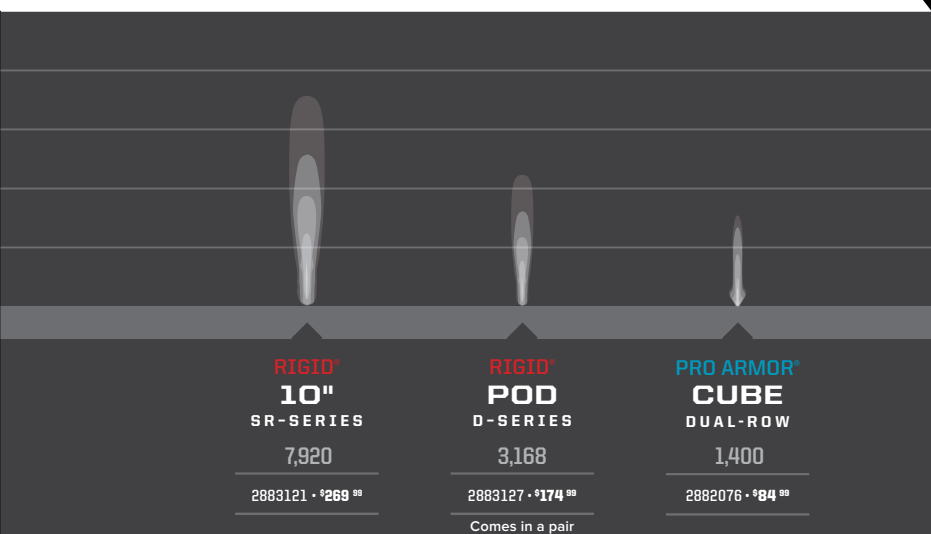 RIGID®
10"
SR-SERIES
7,920
2883121 • $269 99
RIGID®
POD
D-SERIES
3,168
2883127 • $174 99
Comes in a pair
PRO ARMOR®
CUBE
DUAL-ROW
1,400
2882076 • $84 99